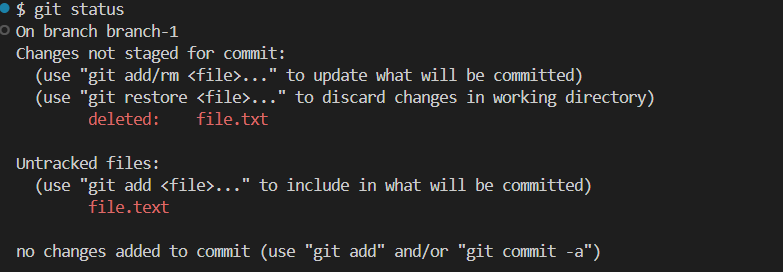 $ git status
On branch branch-1
Changes not staged for commit:
  (use "git add/rm <file>..." to update what will be committed)
  (use "git restore <file>..." to discard changes in working directory)
        deleted:    file.txt

Untracked files:
  (use "git add <file>..." to include in what will be committed)
        file.text

no changes added to commit (use "git add" and/or "git commit -a")